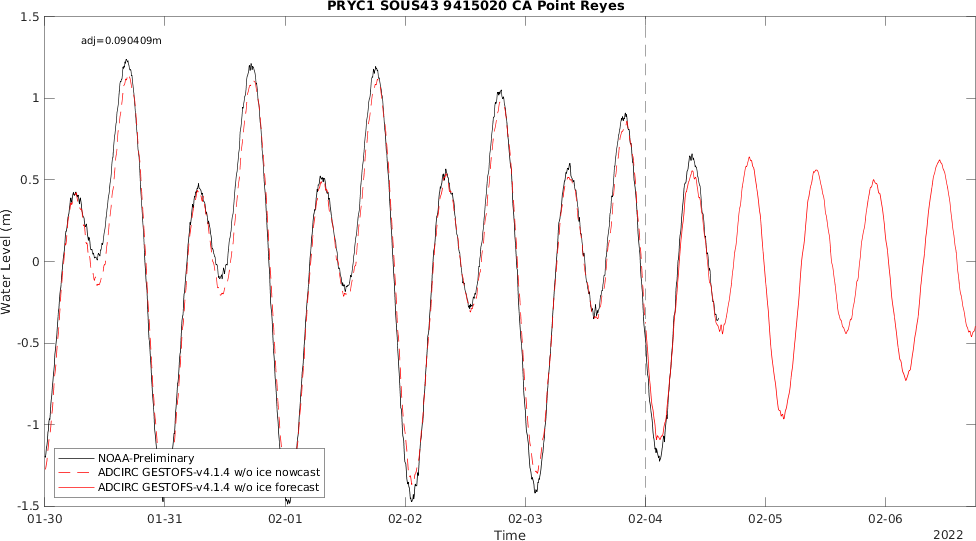 PRYC1 SOUS43 9415020 CA Point Reyes
1.5
adj=0.090409m
1
0.5
0
-0.5
-1
-1.5
Water Level (m)
NOAA-Preliminary
ADCIRC GESTOFS-v4.1.4 w/o ice nowcast
ADCIRC GESTOFS-v4.1.4 w/o ice forecast
01-30 01-31 02-01 02-02 02-03 02-04 02-05 02-06
Time
2022